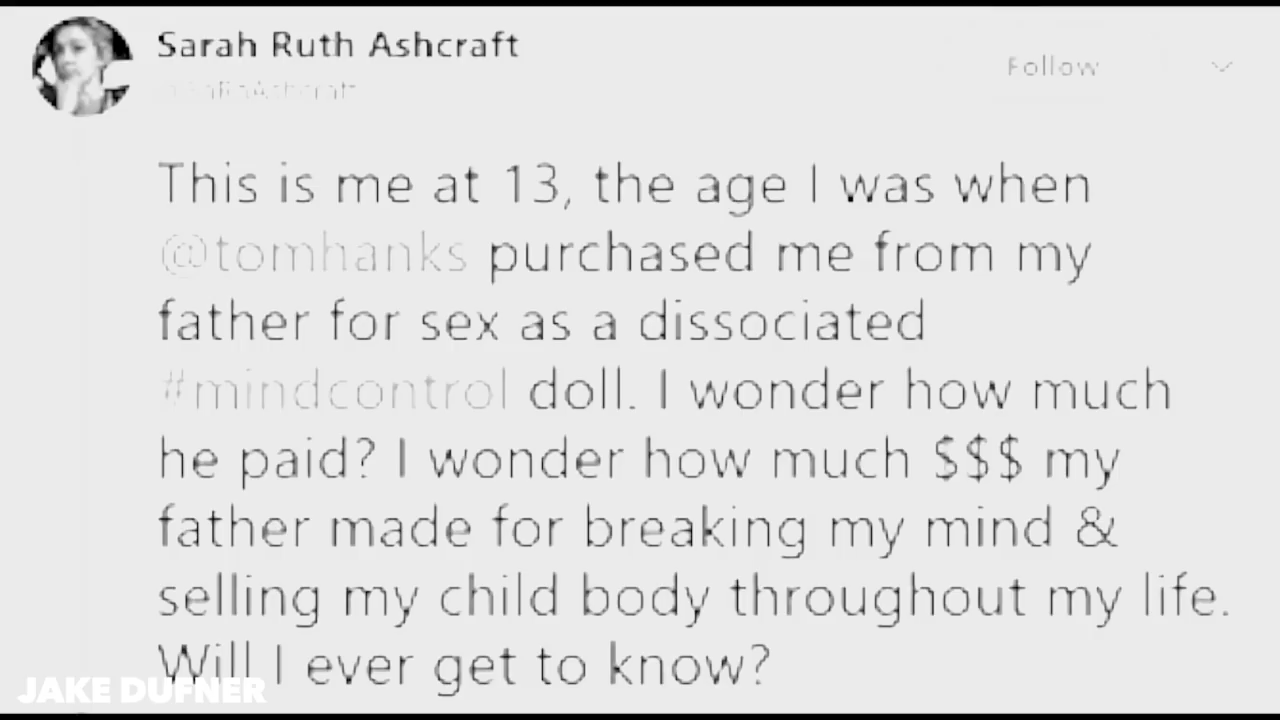 Sarah Ruth Ashcraft
Follow
This is me at 13, the age I was when
@tomhanks purchased me from my
father for sex as a dissociated
#mindcontrol doll. I wonder how much
he paid? I wonder how much $$$ my
father made for breaking my mind &
selling my child body throughout my life.
Will I ever get to know?
JAKE DUFNER